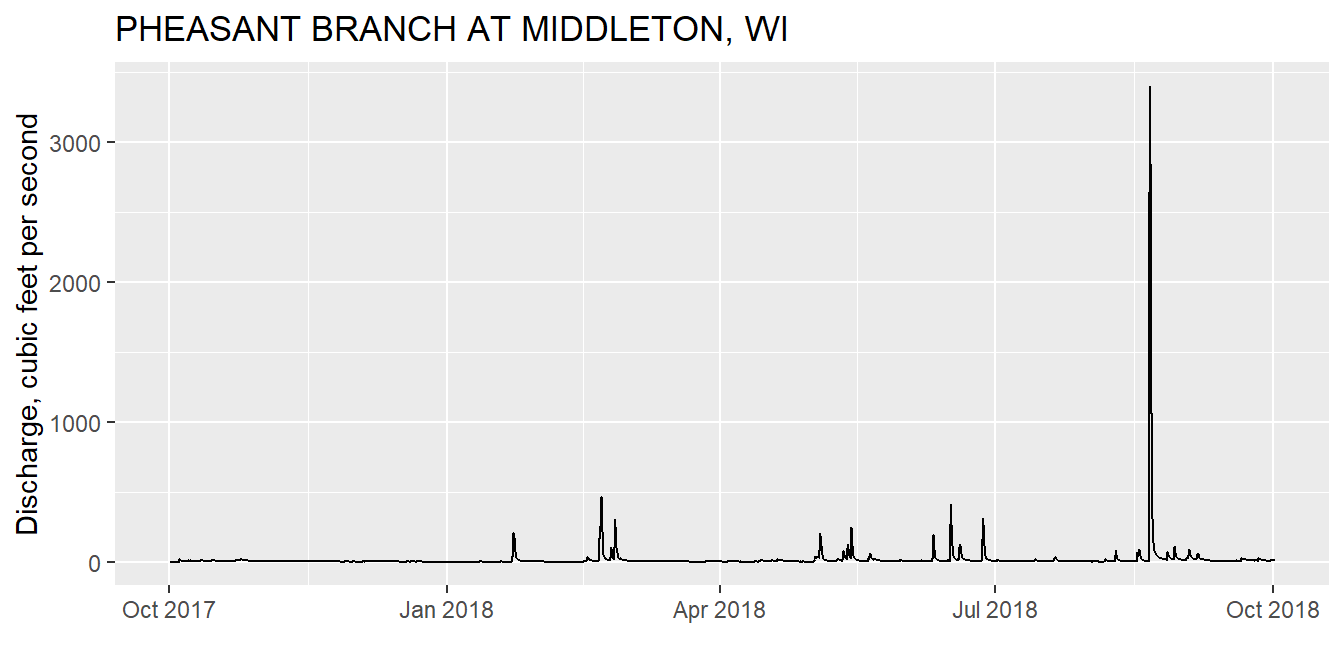 PHEASANT BRANCH AT MIDDLETON, WI
Discharge, cubic feet per second
3000
2000
1000
0
Oct 2017 Jan 2018 Apr 2018 Jul 2018 Oct 2018